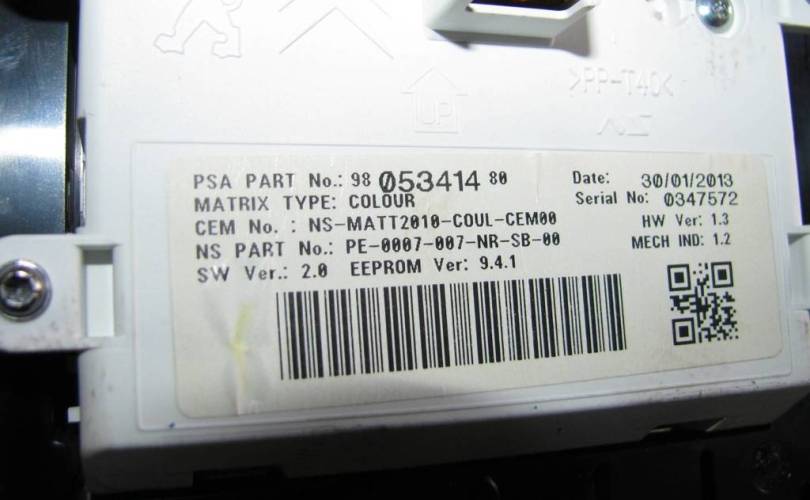 UP
>PP-T40<
PSA PART No.: 98 053414 80
MATRIX TYPE: COLOUR
CEM No. : NS-MATT2010-COUL-CEM00
NS PART No.: PE-0007-007-NR-SB-00
SW Ver.: 2.0 EEPROM Ver: 9.4.1
Date: 30/01/2013
Serial No: 0347572
HW Ver: 1.3
MECH IND: 1.2